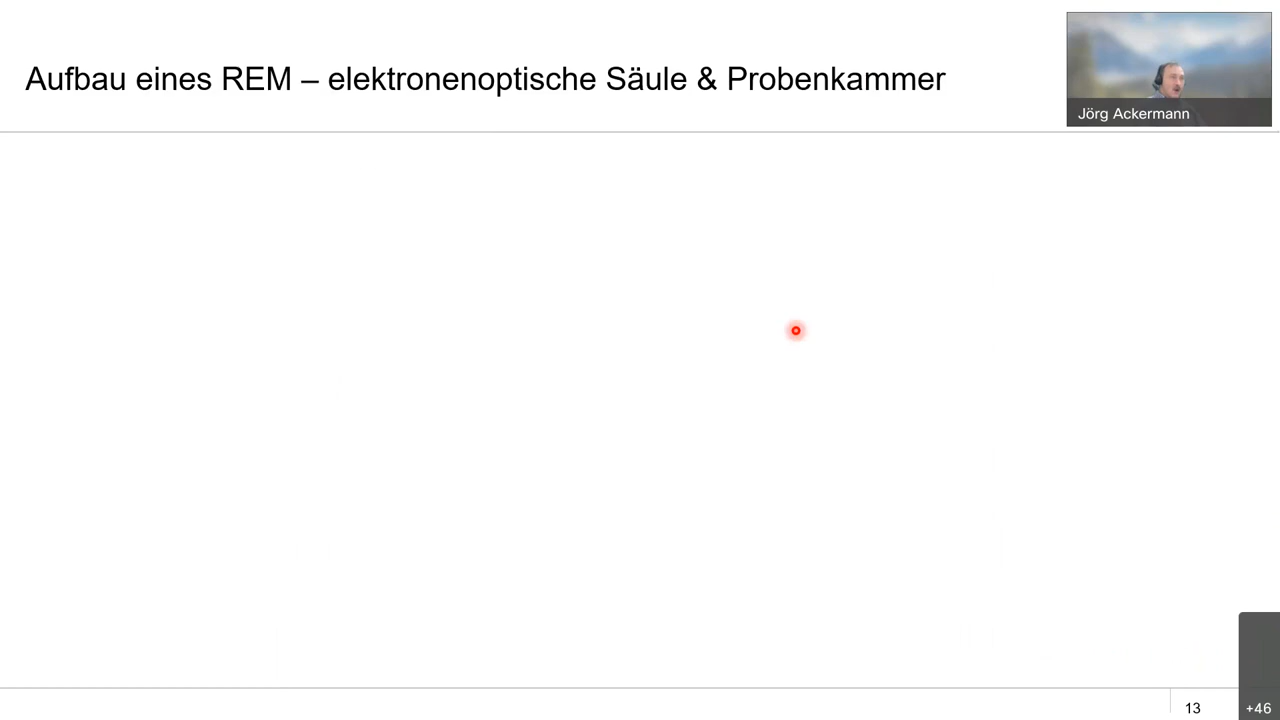 Aufbau eines REM – elektronenoptische Säule & Probenkammer
Jörg Ackermann
13
+46